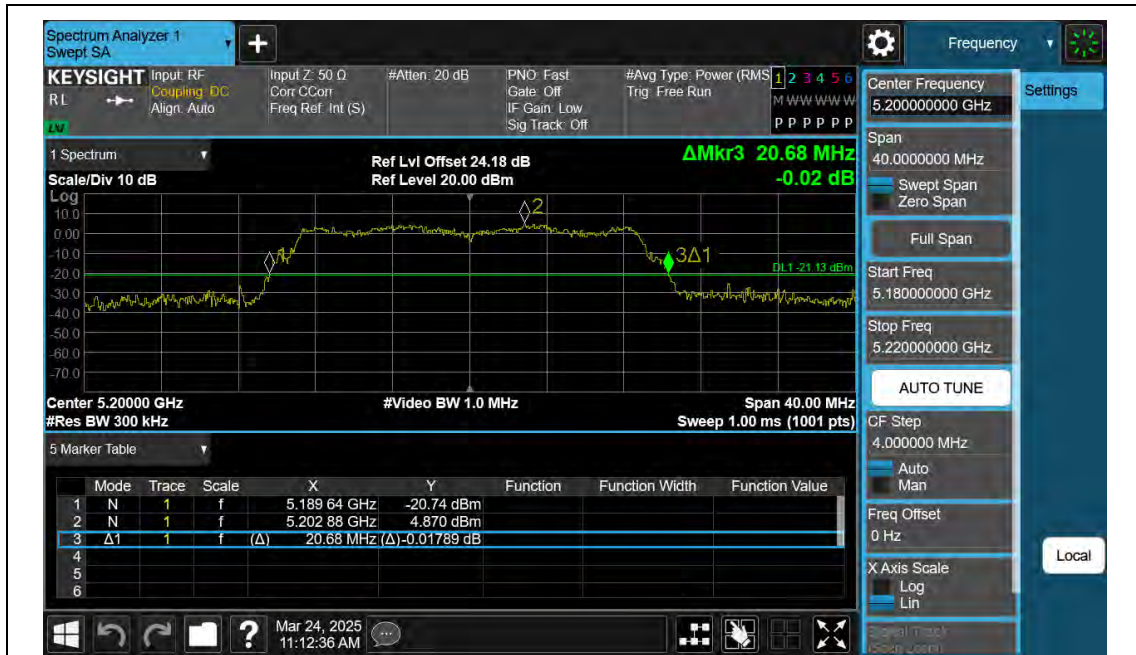 Spectrum Analyzer 1
Swept SA
Frequency
KEYSIGHT
RL
LXI
Input: RF
Coupling: DC
Align: Auto
Input Z: 50 Ω
Corr CCorr
Freq Ref: Int (S)
#Atten: 20 dB
PNO: Fast
Gate: Off
IF Gain: Low
Sig Track: Off
#Avg Type: Power (RMS
Trig: Free Run
1 2 3 4 5 6
M W W W W W
P P P P P P
1 Spectrum
Scale/Div 10 dB
Ref Lvl Offset 24.18 dB
Ref Level 20.00 dBm
ΔMkr3 20.68 MHz
-0.02 dB
Log
10.0
0.00
-10.0
-20.0
-30.0
-40.0
-50.0
-60.0
-70.0
1
2
3Δ1
DL1 -21.13 dBm
Center 5.20000 GHz
#Res BW 300 kHz
#Video BW 1.0 MHz
Span 40.00 MHz
Sweep 1.00 ms (1001 pts)
5 Marker Table
Mode Trace Scale X Y Function Function Width Function Value
1 N 1 f 5.189 64 GHz -20.74 dBm
2 N 1 f 5.202 88 GHz 4.870 dBm
3 Δ1 1 f (Δ) 20.68 MHz (Δ)-0.01789 dB
4
5
6
Mar 24, 2025
11:12:36 AM
Center Frequency
5.200000000 GHz
Settings
Span
40.0000000 MHz
Swept Span
Zero Span
Full Span
Start Freq
5.180000000 GHz
Stop Freq
5.220000000 GHz
AUTO TUNE
CF Step
4.000000 MHz
Auto
Man
Freq Offset
0 Hz
X Axis Scale
Log
Lin
Signal Track
(Span Zoom)
Local